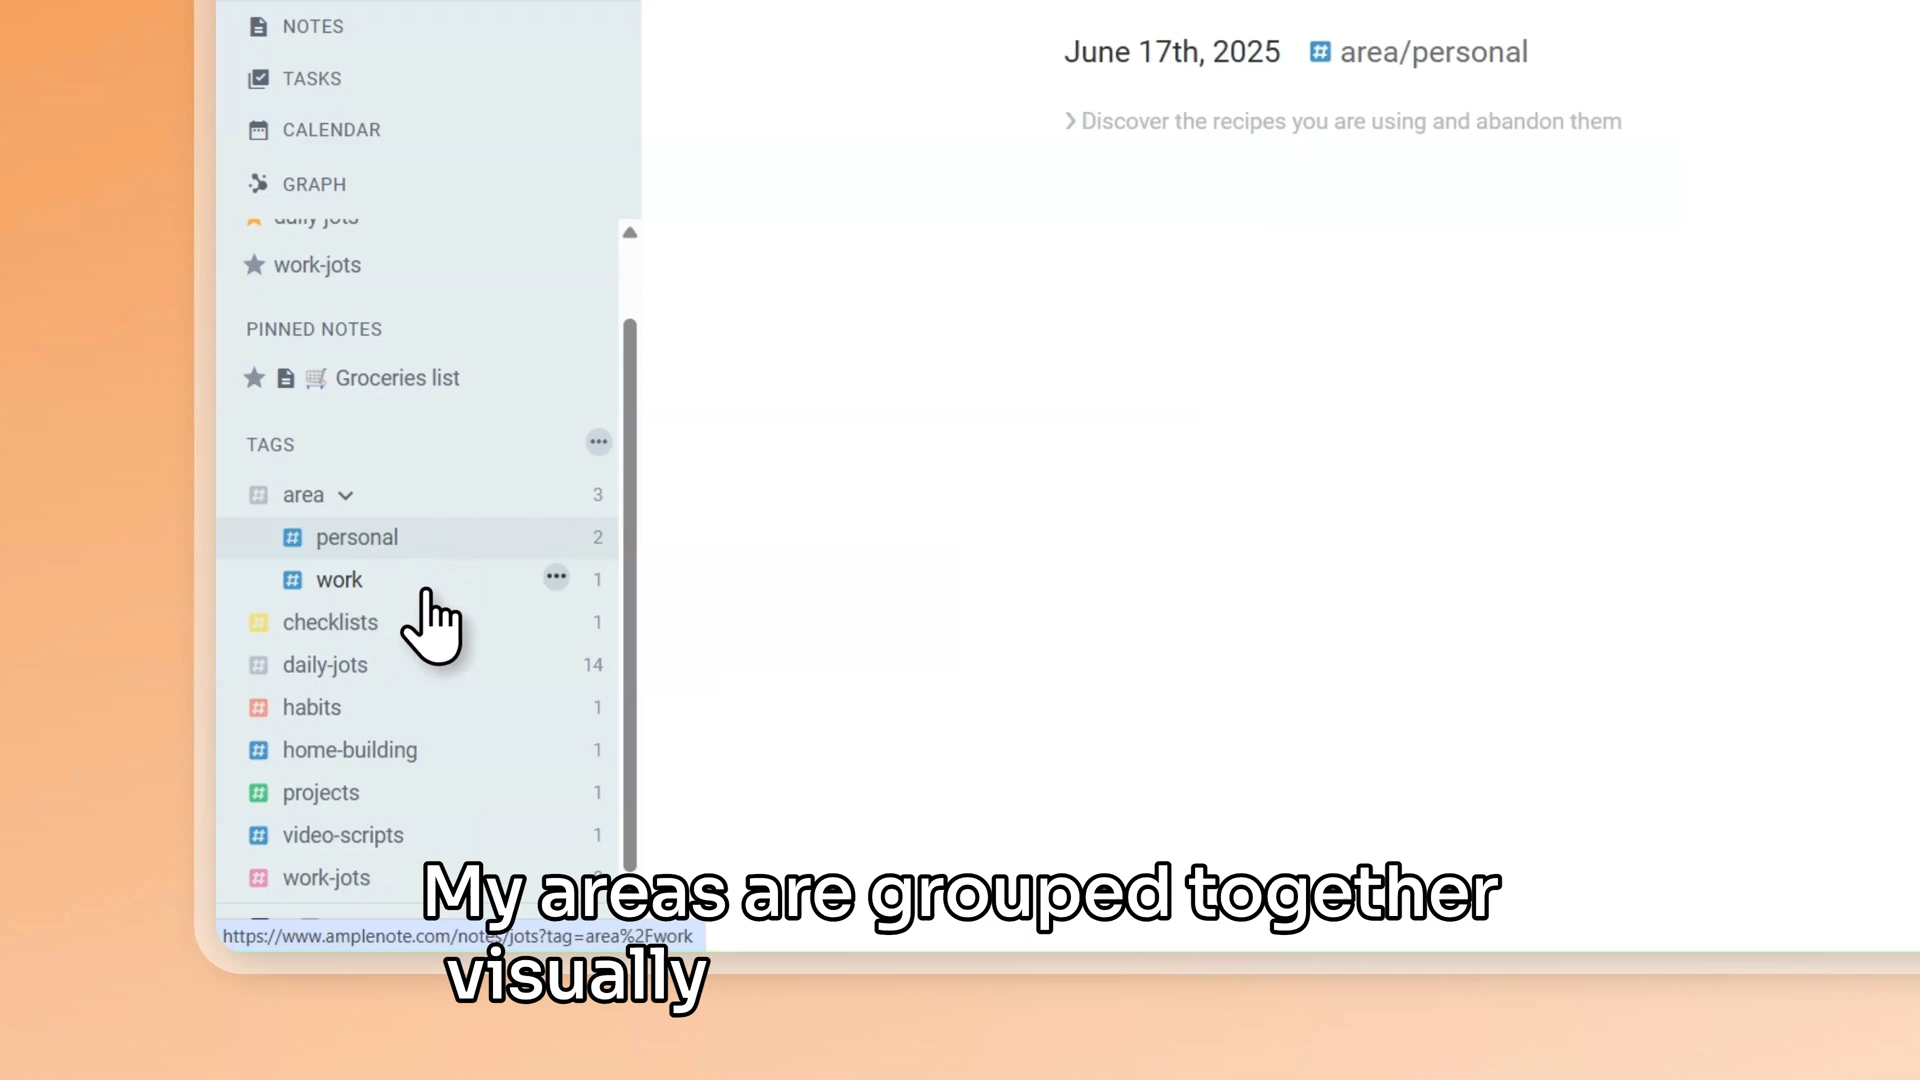 NOTES
TASKS
CALENDAR
GRAPH
daily-jots
work-jots
PINNED NOTES
Groceries list
TAGS
area 3
personal 2
work 1
checklists 1
daily-jots 14
habits 1
home-building 1
projects 1
video-scripts 1
work-jots
https://www.amplenote.com/notes/jots?tag=area%2Fwork
June 17th, 2025 # area/personal
Discover the recipes you are using and abandon them
My areas are grouped together
visually